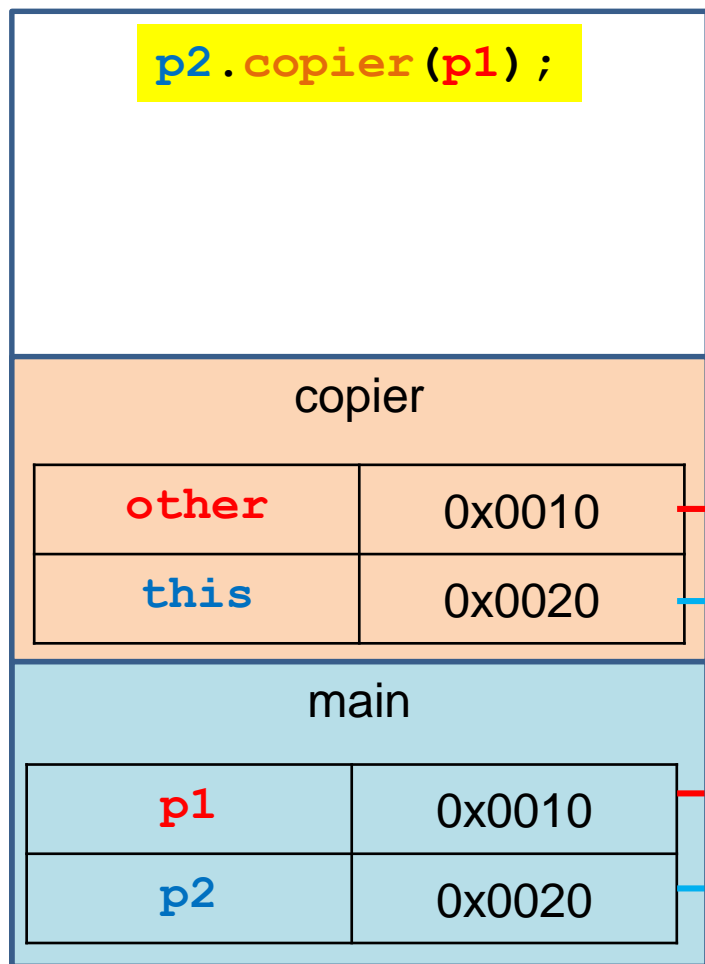 p2.copier(p1);
copier
other 0x0010
this 0x0020
main
p1 0x0010
p2 0x0020